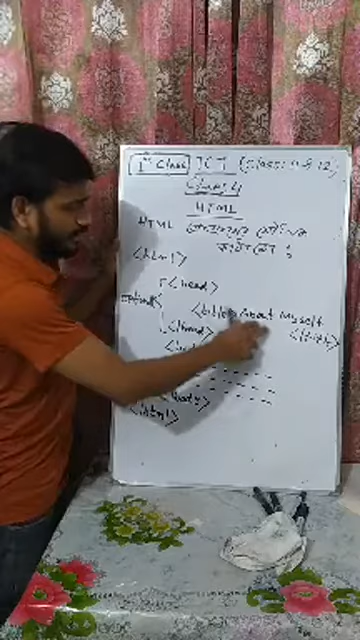 1st Class ICT (Class: 11 & 12)
Chap: 4
HTML
HTML প্রোগ্রামের মৌলিক
কাঠামো :
<html>
<head>
<title> About Myself
</title>
</head>
<body>
</html>